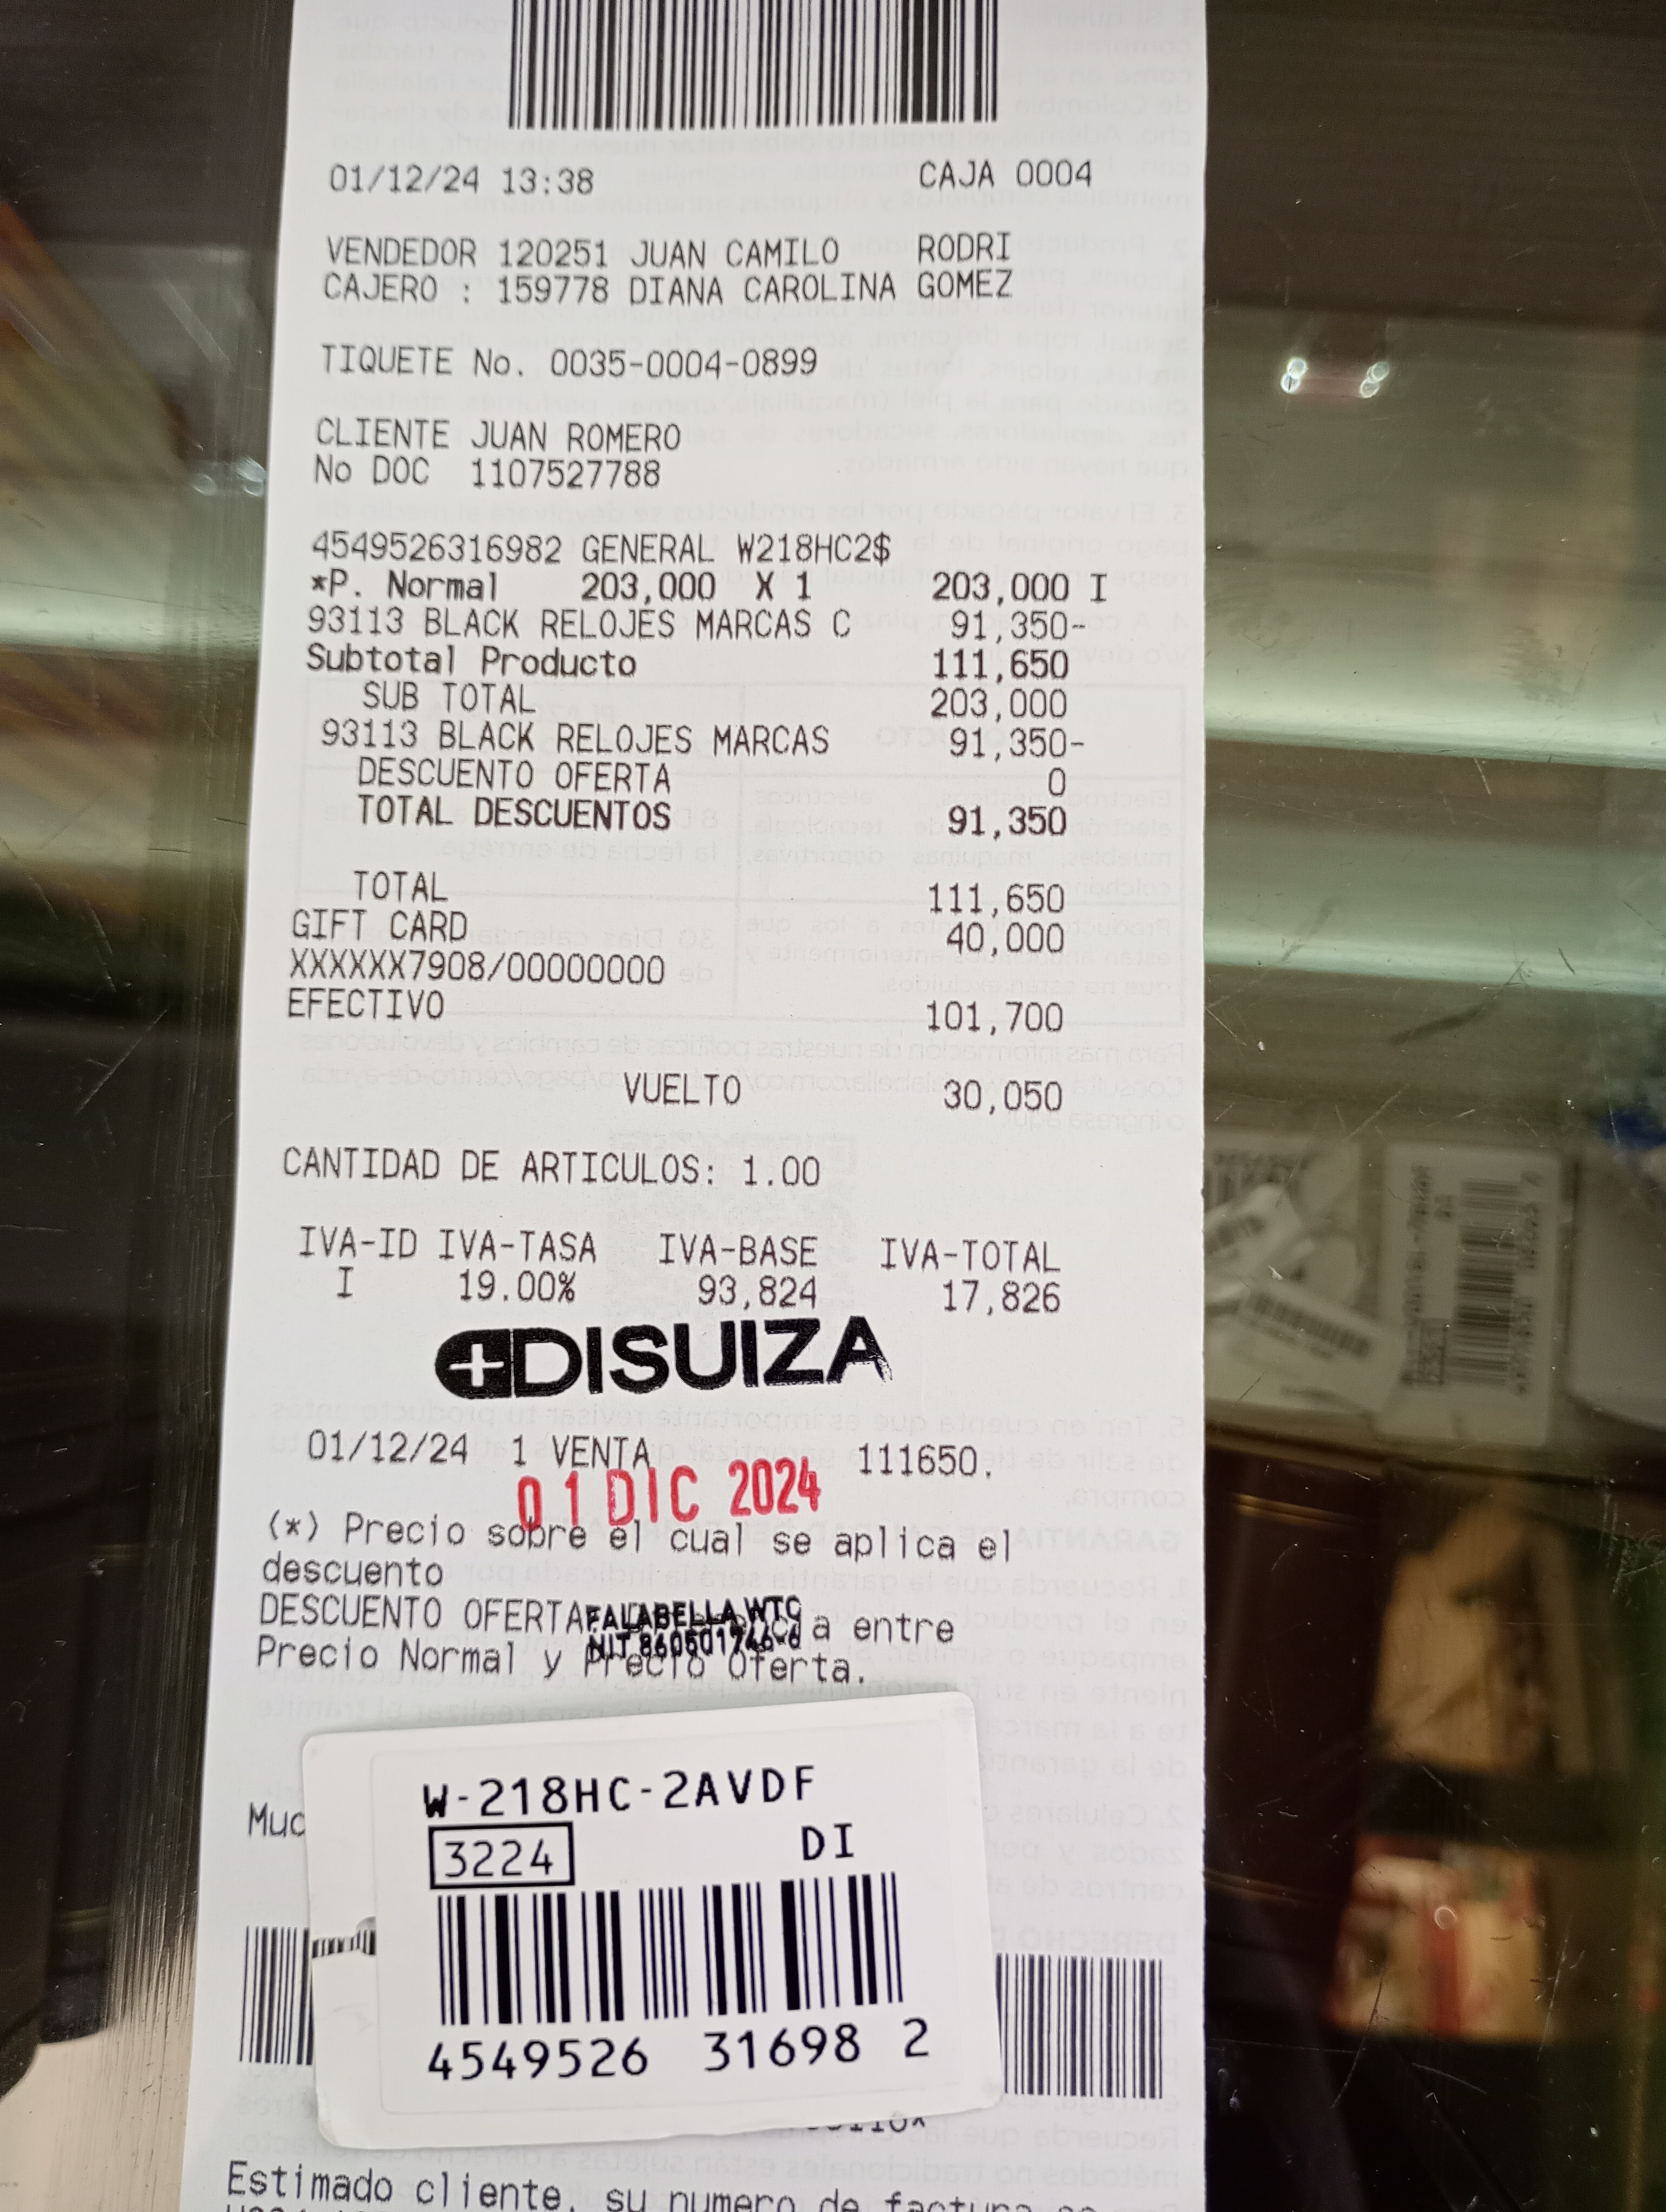 01/12/24 13:38 CAJA 0004
VENDEDOR 120251 JUAN CAMILO RODRI
CAJERO : 159778 DIANA CAROLINA GOMEZ
TIQUETE No. 0035-0004-0899
CLIENTE JUAN ROMERO
No DOC 1107527788
4549526316982 GENERAL W218HC2$
*P. Normal 203,000 X 1 203,000 I
93113 BLACK RELOJES MARCAS C 91,350-
Subtotal Producto 111,650
SUB TOTAL 203,000
93113 BLACK RELOJES MARCAS 91,350-
DESCUENTO OFERTA 0
TOTAL DESCUENTOS 91,350
TOTAL 111,650
GIFT CARD 40,000
XXXXXX7908/00000000
EFECTIVO 101,700
VUELTO 30,050
CANTIDAD DE ARTICULOS: 1.00
IVA-ID IVA-TASA IVA-BASE IVA-TOTAL
I 19.00% 93,824 17,826
DISUIZA
01/12/24 1 VENTA 111650.
01 DIC 2024
(*) Precio sobre el cual se aplica el
descuento
DESCUENTO OFERTA a entre
FALABELLA WTC
NIT 860501746-6
Precio Normal y Precio Oferta.
W-218HC-2AVDF
3224 DI
Muc
4549526 31698 2
Estimado cliente, su numero de factura